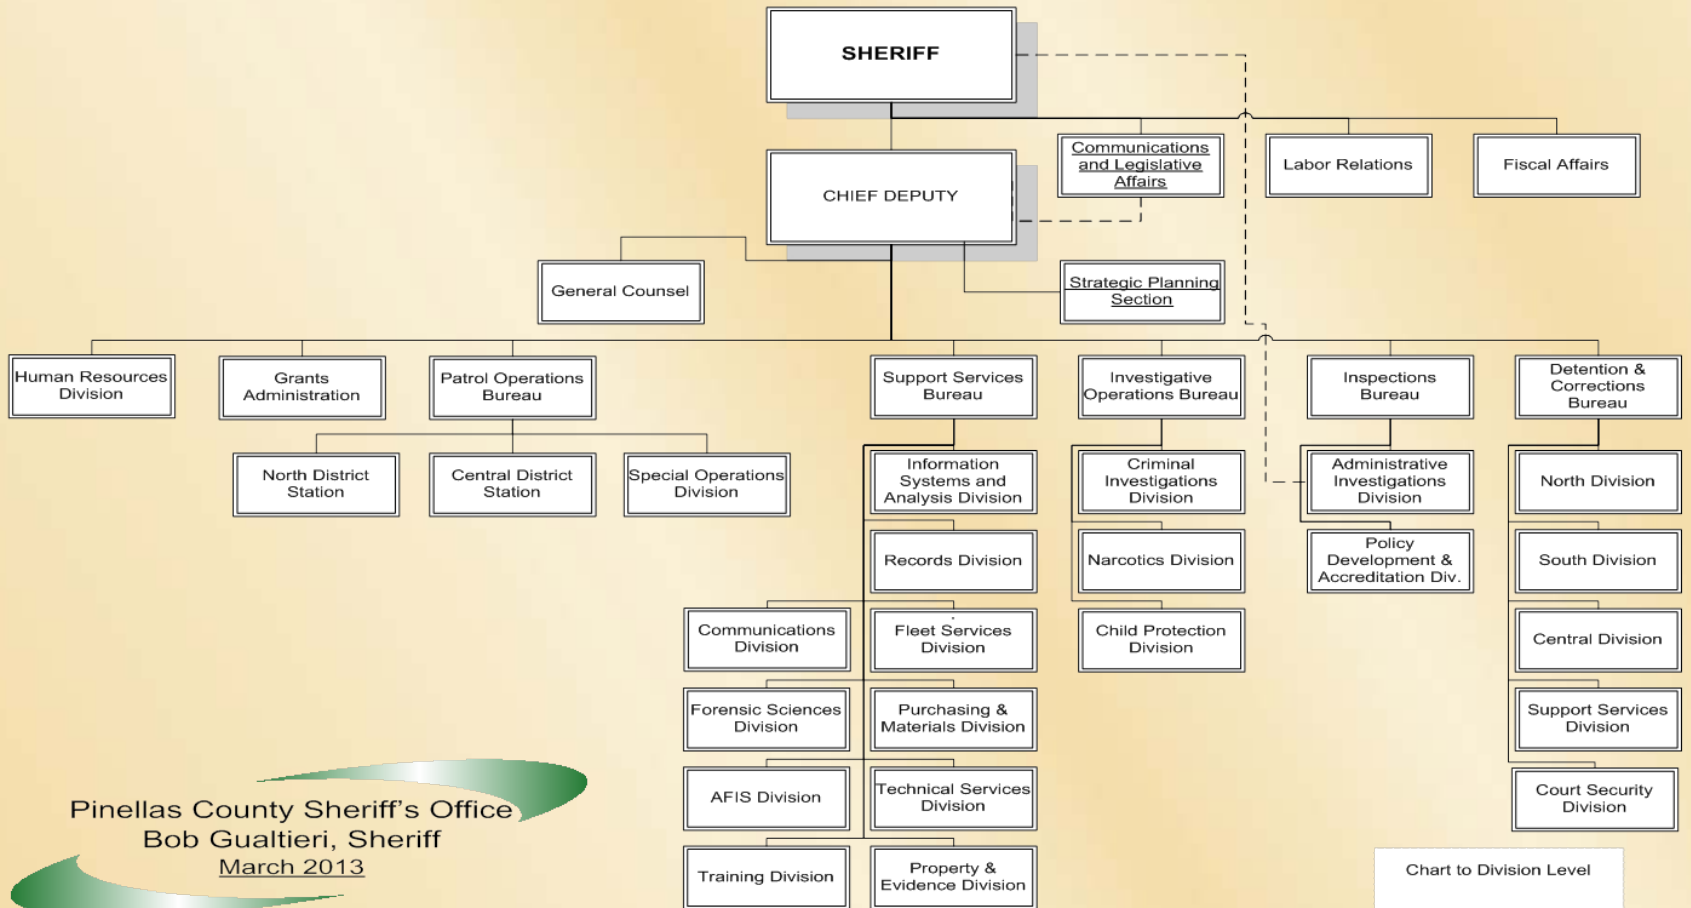 SHERIFF
Communications
and Legislative
Affairs
Labor Relations
Fiscal Affairs
CHIEF DEPUTY
General Counsel
Strategic Planning
Section
Human Resources
Division
Grants
Administration
Patrol Operations
Bureau
Support Services
Bureau
Investigative
Operations Bureau
Inspections
Bureau
Detention &
Corrections
Bureau
North District
Station
Central District
Station
Special Operations
Division
Information
Systems and
Analysis Division
Criminal
Investigations
Division
Administrative
Investigations
Division
North Division
Records Division
Narcotics Division
Policy
Development &
Accreditation Div.
South Division
Communications
Division
Fleet Services
Division
Child Protection
Division
Central Division
Forensic Sciences
Division
Purchasing &
Materials Division
Support Services
Division
AFIS Division
Technical Services
Division
Court Security
Division
Training Division
Property &
Evidence Division
Pinellas County Sheriff's Office
Bob Gualtieri, Sheriff
March 2013
Chart to Division Level